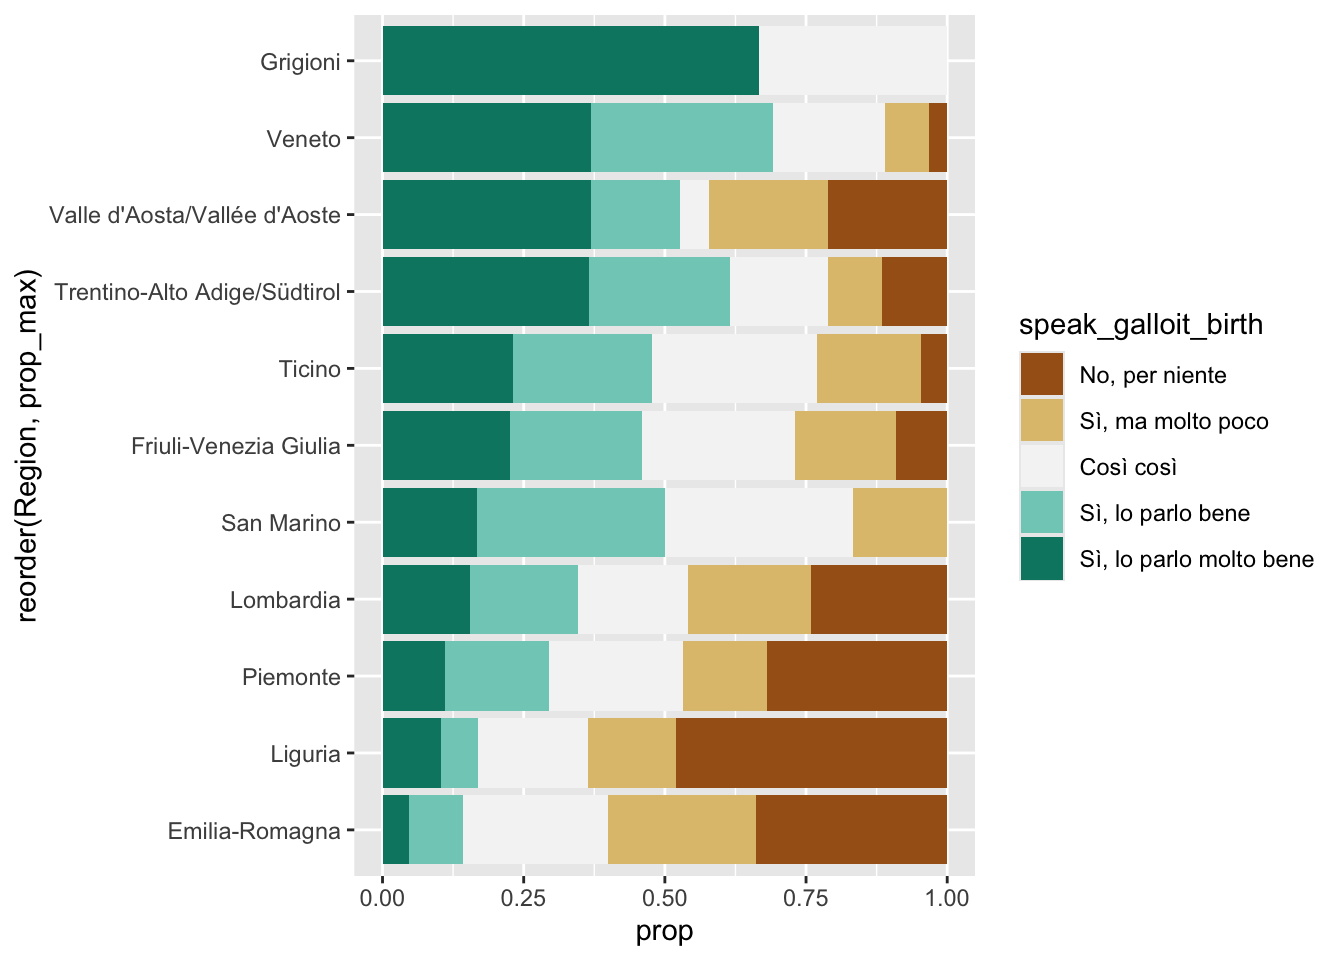 reorder(Region, prop_max)
Grigioni
Veneto
Valle d'Aosta/Vallée d'Aoste
Trentino-Alto Adige/Südtirol
Ticino
Friuli-Venezia Giulia
San Marino
Lombardia
Piemonte
Liguria
Emilia-Romagna
0.00 0.25 0.50 0.75 1.00
prop
speak_galloit_birth
No, per niente
Sì, ma molto poco
Così così
Sì, lo parlo bene
Sì, lo parlo molto bene